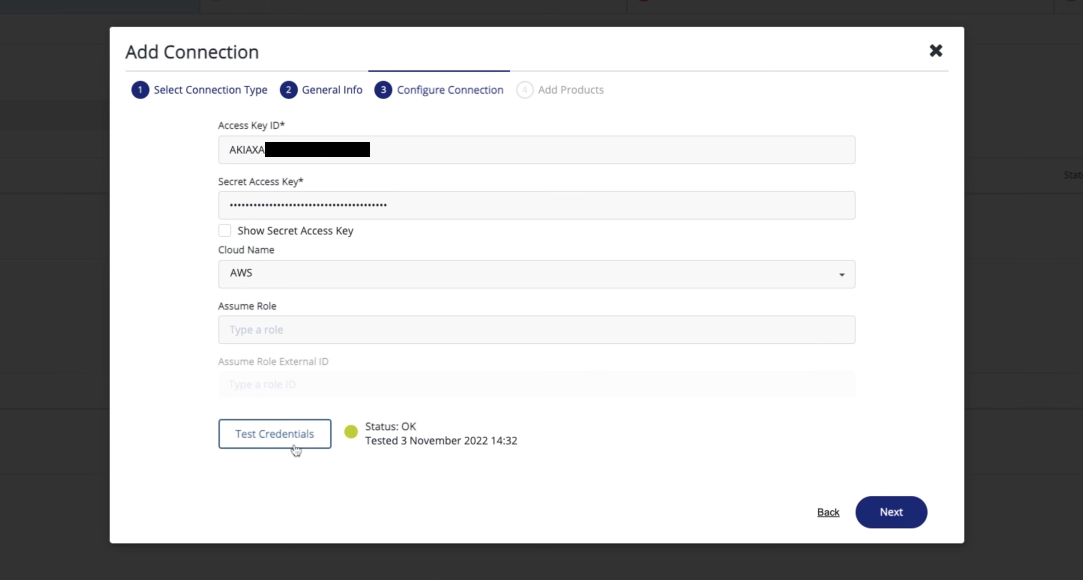 Add Connection
1 Select Connection Type 2 General Info 3 Configure Connection 4 Add Products
Access Key ID*
AKIAXA
Secret Access Key*
••••••••••••••••••••••••••••••••••••••••
Show Secret Access Key
Cloud Name
AWS
Assume Role
Type a role
Assume Role External ID
Type a role ID
Test Credentials
Status: OK
Tested 3 November 2022 14:32
Back
Next